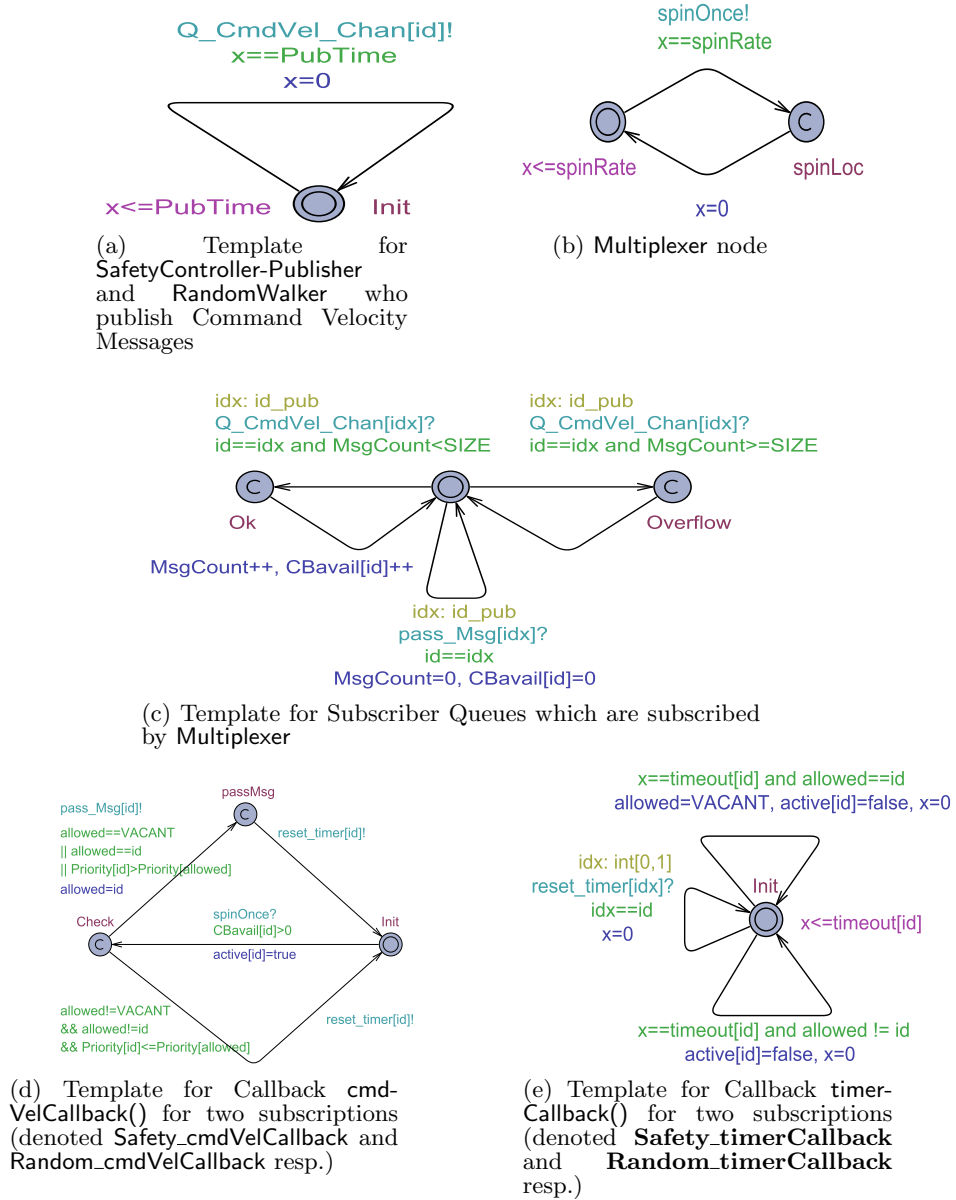 Q_CmdVel_Chan[id]!
x==PubTime
x=0
x<=PubTime
Init
(a) Template for
SafetyController-Publisher
and RandomWalker who
publish Command Velocity
Messages
spinOnce!
x==spinRate
C
x<=spinRate
spinLoc
x=0
(b) Multiplexer node
idx: id_pub
Q_CmdVel_Chan[idx]?
id==idx and MsgCount<SIZE
idx: id_pub
Q_CmdVel_Chan[idx]?
id==idx and MsgCount>=SIZE
C
C
Ok
Overflow
MsgCount++, CBavail[id]++
idx: id_pub
pass_Msg[idx]?
id==idx
MsgCount=0, CBavail[id]=0
(c) Template for Subscriber Queues which are subscribed
by Multiplexer
passMsg
pass_Msg[id]!
C
allowed==VACANT
|| allowed==id
|| Priority[id]>Priority[allowed]
allowed=id
reset_timer[id]!
Check
spinOnce?
CBavail[id]>0
Init
C
active[id]=true
allowed!=VACANT
&& allowed!=id
&& Priority[id]<=Priority[allowed]
reset_timer[id]!
(d) Template for Callback cmd-
VelCallback() for two subscriptions
(denoted Safety_cmdVelCallback and
Random_cmdVelCallback resp.)
x==timeout[id] and allowed==id
allowed=VACANT, active[id]=false, x=0
idx: int[0,1]
reset_timer[idx]?
idx==id
x=0
Init
x<=timeout[id]
x==timeout[id] and allowed != id
active[id]=false, x=0
(e) Template for Callback timer-
Callback() for two subscriptions
(denoted Safety_timerCallback
and Random_timerCallback
resp.)